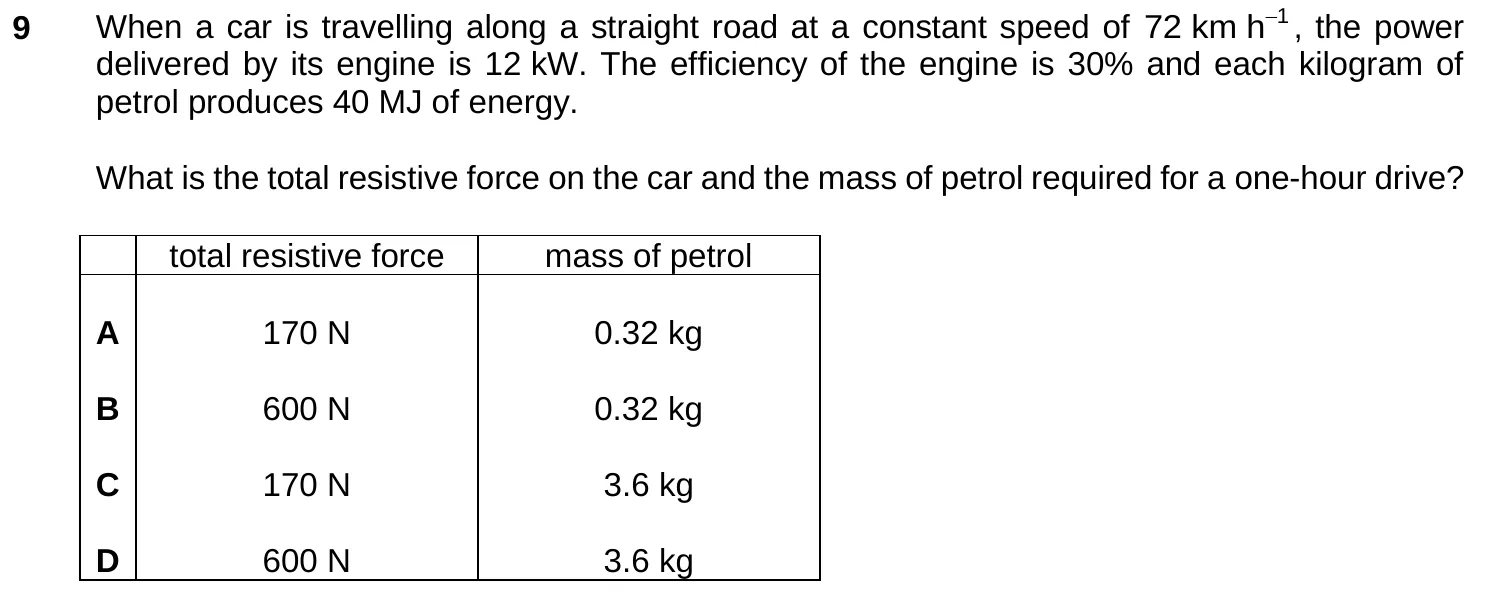 9 When a car is travelling along a straight road at a constant speed of 72 km h⁻¹, the power
delivered by its engine is 12 kW. The efficiency of the engine is 30% and each kilogram of
petrol produces 40 MJ of energy.
What is the total resistive force on the car and the mass of petrol required for a one-hour drive?
total resistive force mass of petrol
A 170 N 0.32 kg
B 600 N 0.32 kg
C 170 N 3.6 kg
D 600 N 3.6 kg